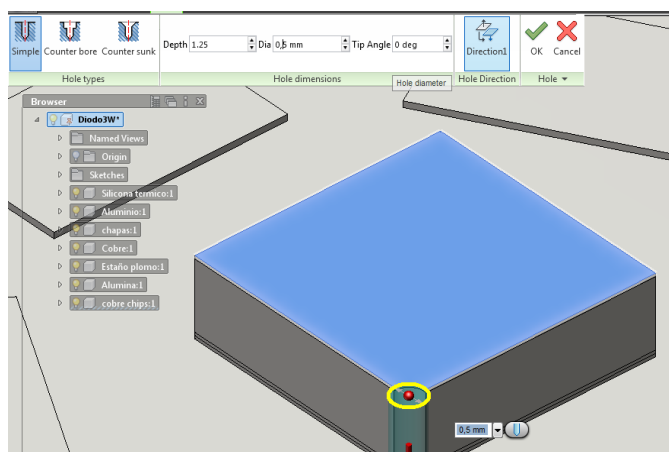 Simple Counter bore Counter sunk
Depth 1.25 Dia 0,5 mm Tip Angle 0 deg
Direction1
OK Cancel
Hole types Hole dimensions Hole Direction Hole
Hole diameter
Browser
Diodo3W*
Named Views
Origin
Sketches
Silicona termico:1
Aluminio:1
chapas:1
Cobre:1
Estaño plomo:1
Alumina:1
cobre chips:1
0,5 mm